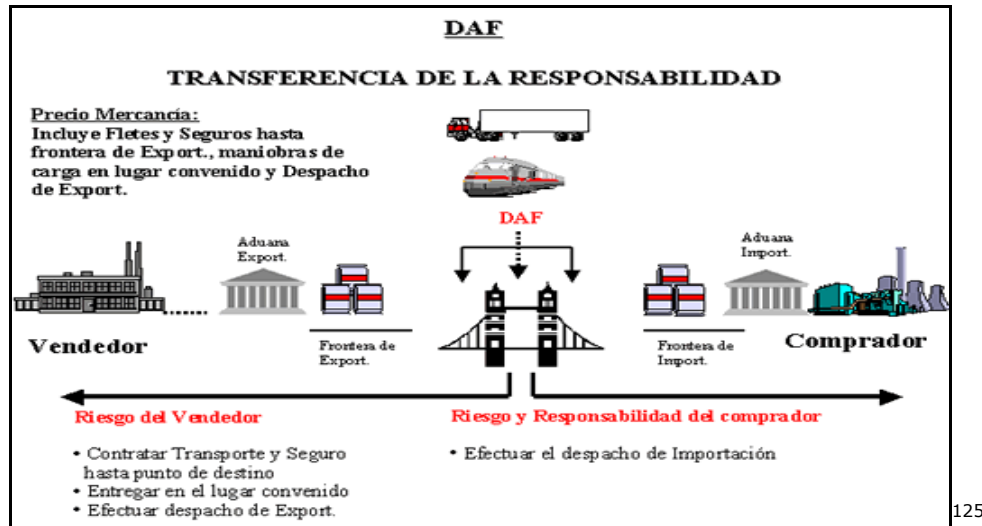 DAF
TRANSFERENCIA DE LA RESPONSABILIDAD
Precio Mercancía:
Incluye Fletes y Seguros hasta
frontera de Export., maniobras de
carga en lugar convenido y Despacho
de Export.
DAF
Aduana
Export.
Aduana
Import.
Vendedor
Frontera de
Export.
Frontera de
Import.
Comprador
Riesgo del Vendedor
Riesgo y Responsabilidad del comprador
• Contratar Transporte y Seguro
hasta punto de destino
• Entregar en el lugar convenido
• Efectuar despacho de Export.
• Efectuar el despacho de Importación
125